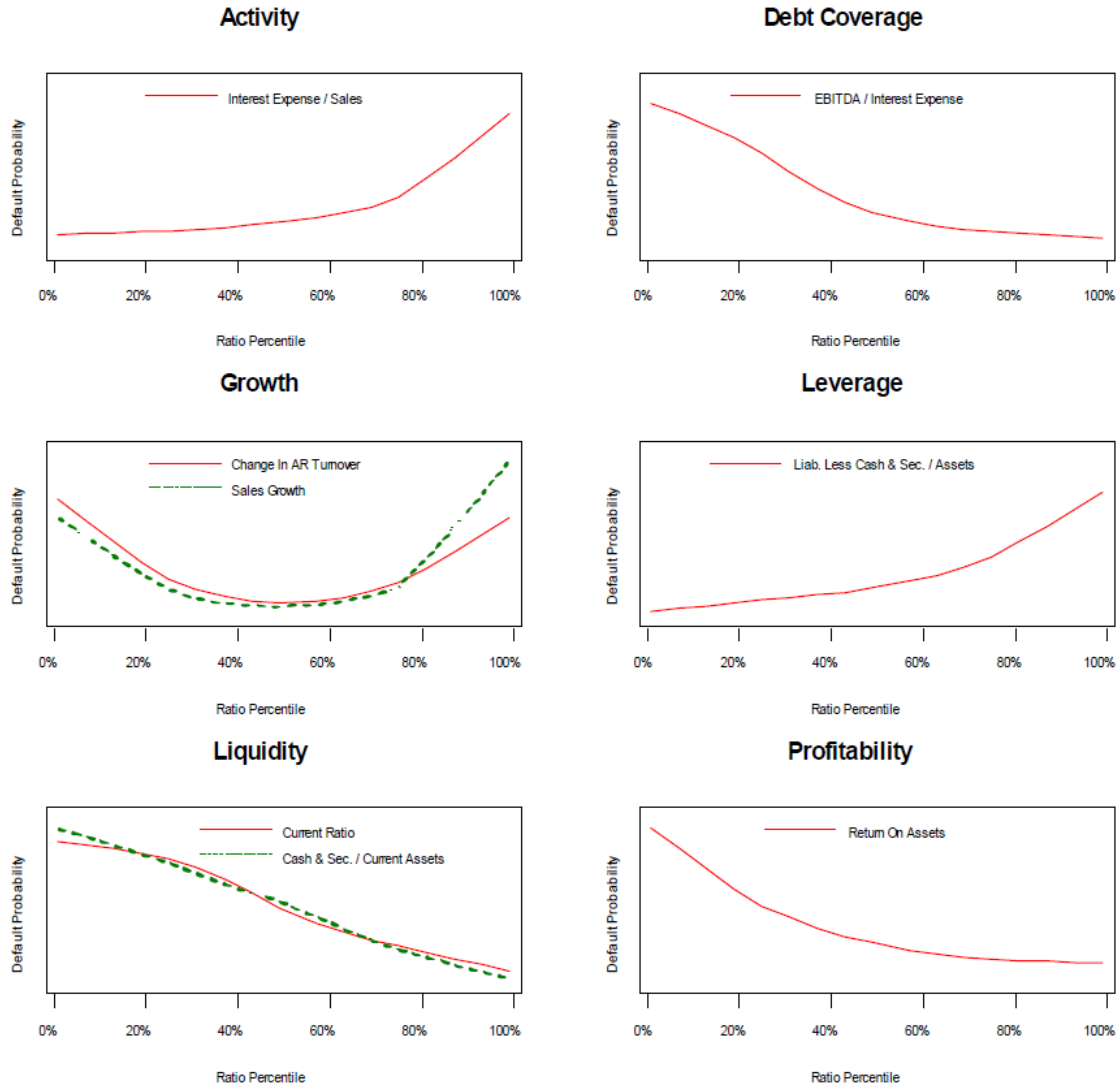 Activity
Debt Coverage
Interest Expense / Sales
EBITDA / Interest Expense
Default Probability
Default Probability
0% 20% 40% 60% 80% 100%
0% 20% 40% 60% 80% 100%
Ratio Percentile
Ratio Percentile
Growth
Leverage
Change In AR Turnover
Sales Growth
Liab. Less Cash & Sec. / Assets
Default Probability
Default Probability
0% 20% 40% 60% 80% 100%
0% 20% 40% 60% 80% 100%
Ratio Percentile
Ratio Percentile
Liquidity
Profitability
Current Ratio
Cash & Sec. / Current Assets
Return On Assets
Default Probability
Default Probability
0% 20% 40% 60% 80% 100%
0% 20% 40% 60% 80% 100%
Ratio Percentile
Ratio Percentile